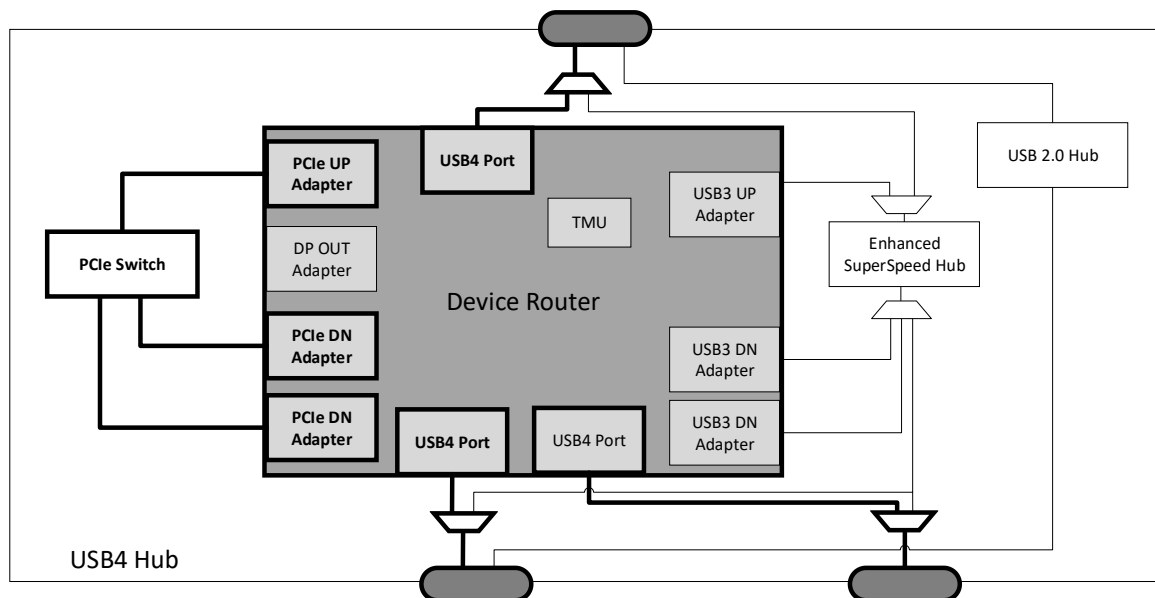 USB4 Port
PCIe UP
Adapter
USB 2.0 Hub
USB3 UP
Adapter
TMU
DP OUT
Adapter
PCIe Switch
Enhanced
SuperSpeed Hub
Device Router
PCIe DN
Adapter
USB3 DN
Adapter
PCIe DN
Adapter
USB4 Port
USB4 Port
USB3 DN
Adapter
USB4 Hub